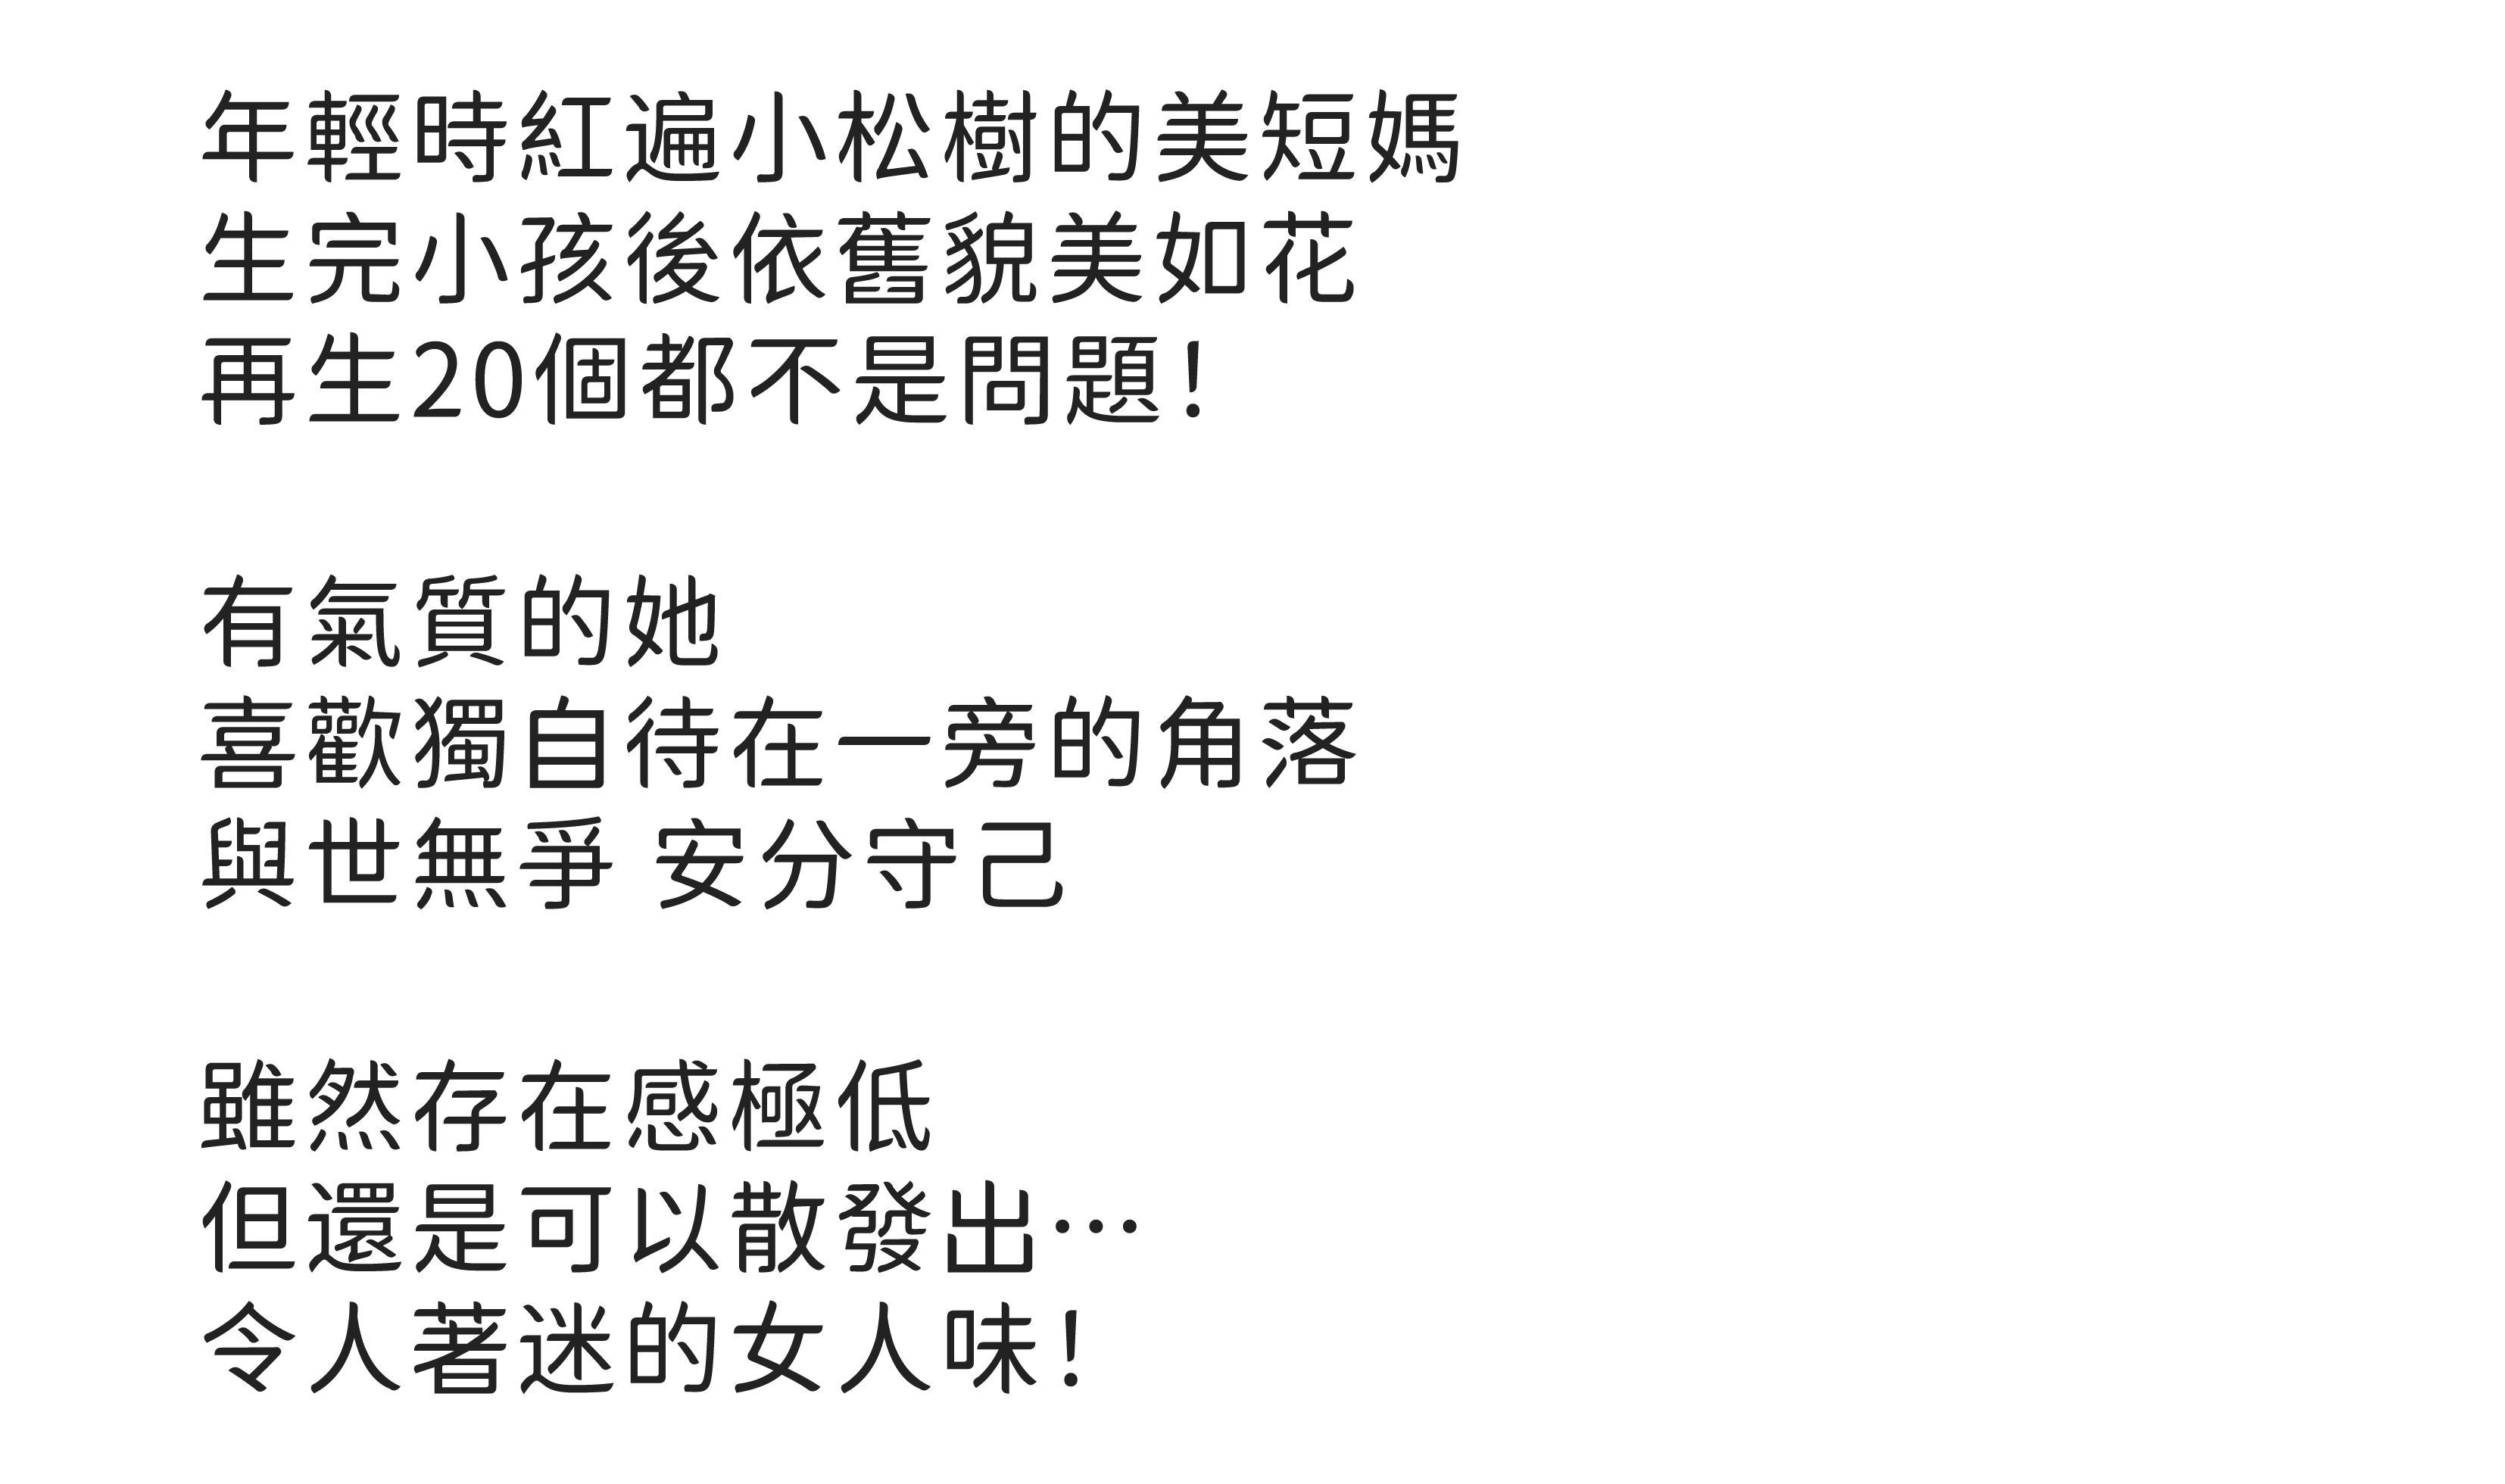 年輕時紅遍小松樹的美短媽
生完小孩後依舊貌美如花
再生20個都不是問題！
有氣質的她
喜歡獨自待在一旁的角落
與世無爭 安分守己
雖然存在感極低
但還是可以散發出…
令人著迷的女人味！